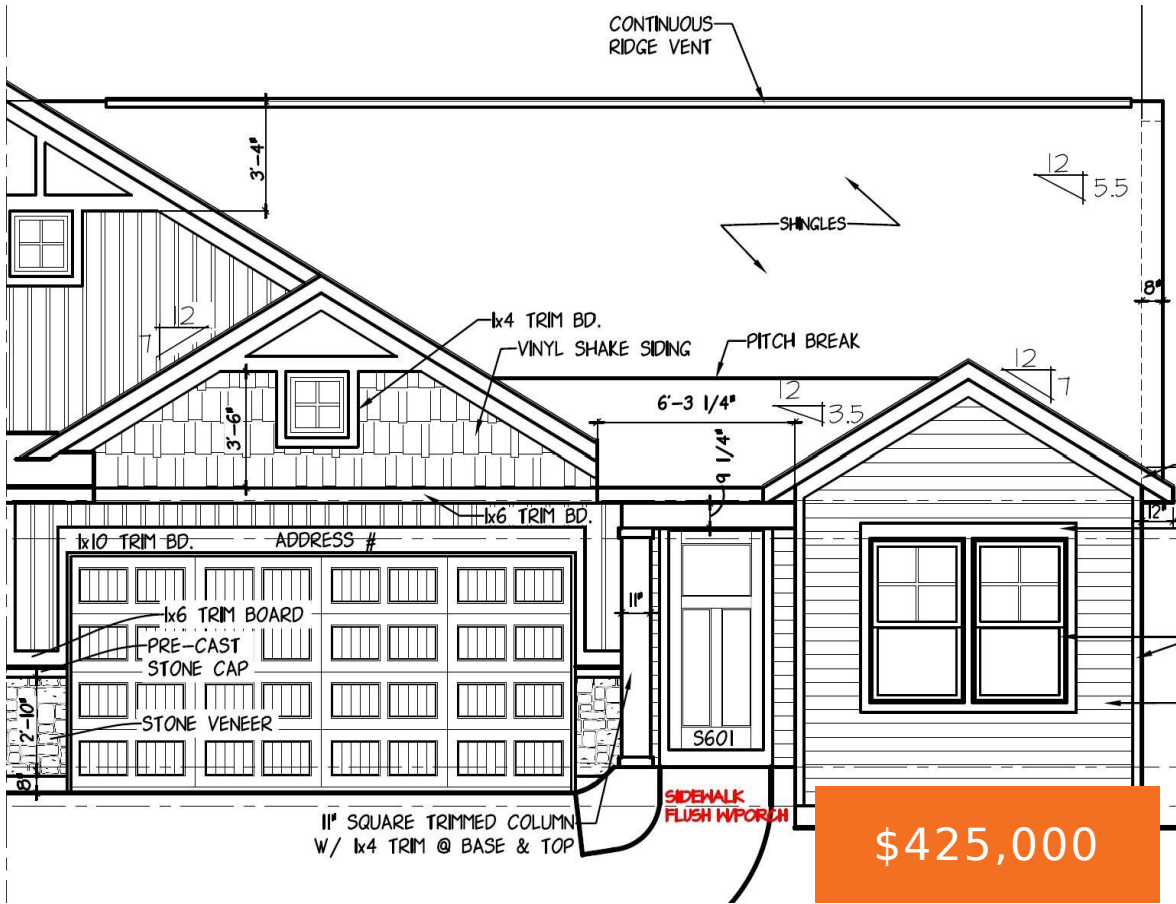 CONTINUOUS
RIDGE VENT
3'-4"
12
5.5
SHINGLES
8"
12
7
1x4 TRIM BD.
VINYL SHAKE SIDING
PITCH BREAK
12
7
6'-3 1/4"
12
3.5
3'-6"
9 1/4"
1x6 TRIM BD.
12"
1x10 TRIM BD.
ADDRESS #
11"
1x6 TRIM BOARD
PRE-CAST
STONE CAP
2'-10"
STONE VENEER
S601
8"
SIDEWALK
FLUSH W/PORCH
11" SQUARE TRIMMED COLUMN
W/ 1x4 TRIM @ BASE & TOP
$425,000